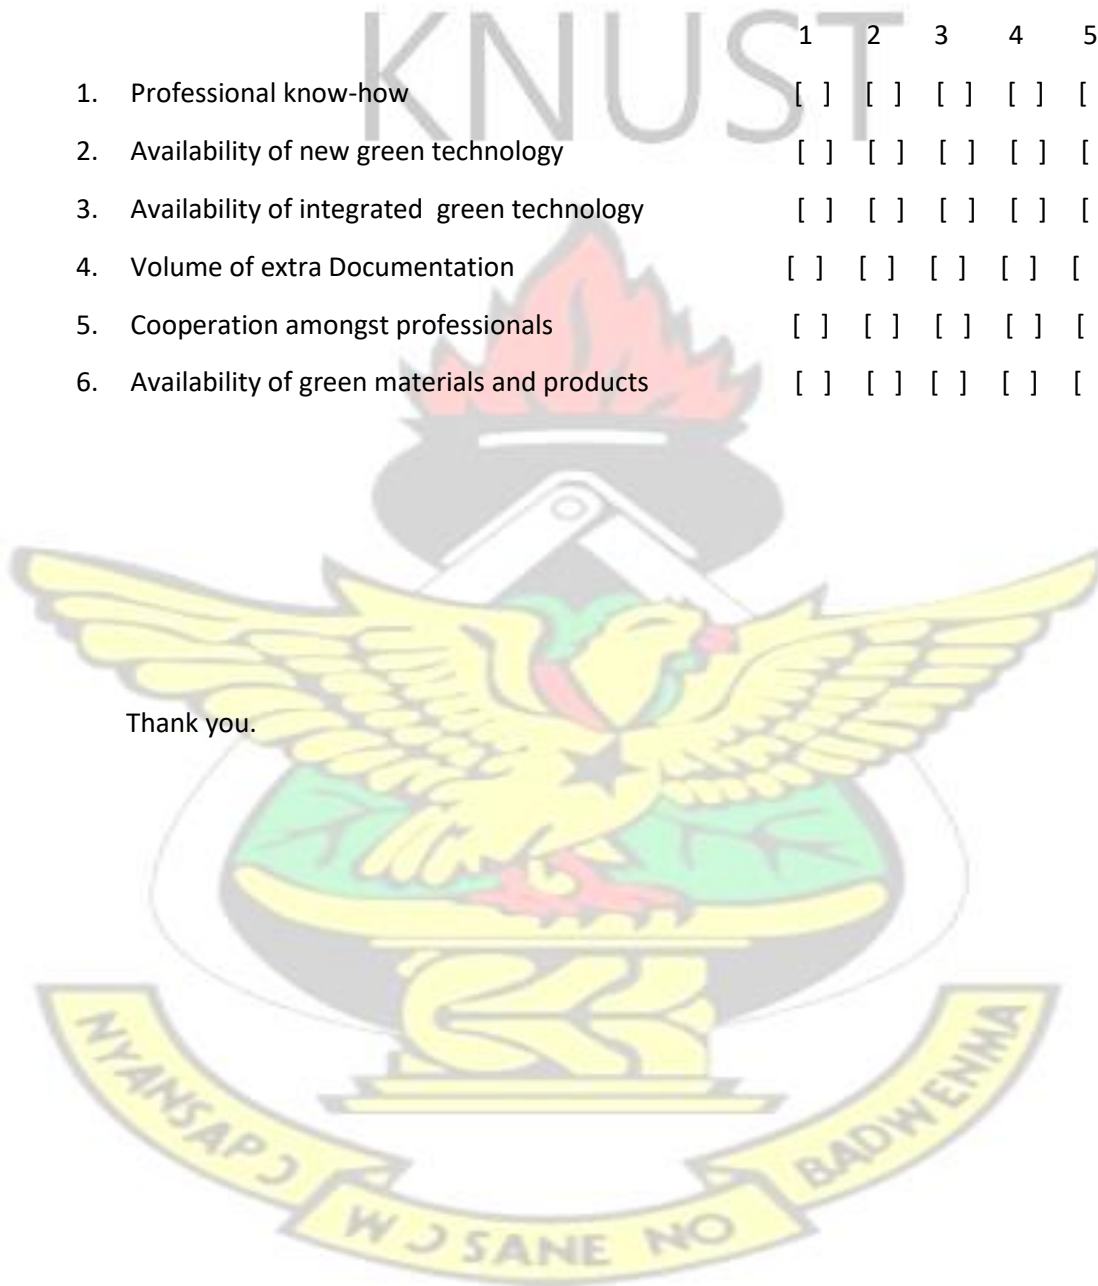 KNUST
1 2 3 4 5
1. Professional know-how [ ] [ ] [ ] [ ] [
2. Availability of new green technology [ ] [ ] [ ] [ ] [
3. Availability of integrated green technology [ ] [ ] [ ] [ ] [
4. Volume of extra Documentation [ ] [ ] [ ] [ ] [
5. Cooperation amongst professionals [ ] [ ] [ ] [ ] [
6. Availability of green materials and products [ ] [ ] [ ] [ ] [
Thank you.
NYANSAPƆ WƆSANE NO BADWENMA